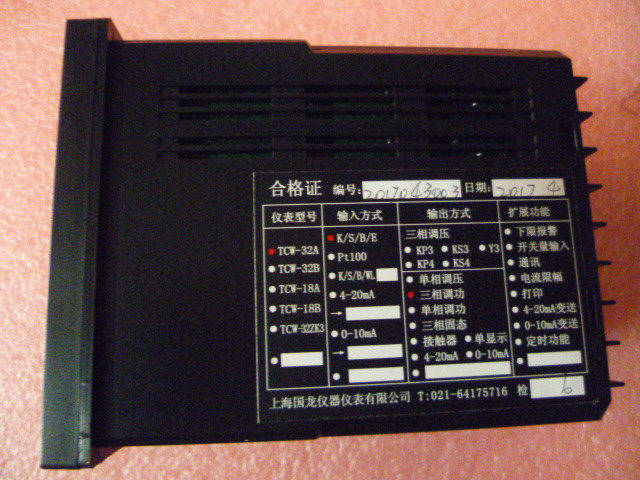 合格证 编号: 2017043003 日期: 2017 4
仪表型号 输入方式 输出方式 扩展功能
TCW-32A
TCW-32B
TCW-18A
TCW-18B
TCW-32ZK3
K/S/B/E
Pt100
K/S/B/WL
4-20mA
→
0-10mA
→
三相调压
KP3 KS3 Y3
KP4 KS4
单相调压
三相调功
单相调功
三相固态
接触器 单显示
4-20mA 0-10mA
下限报警
开关量输入
通讯
电流限幅
打印
4-20mA变送
0-10mA变送
定时功能
上海国龙仪器仪表有限公司 T:021-64175716 检 6